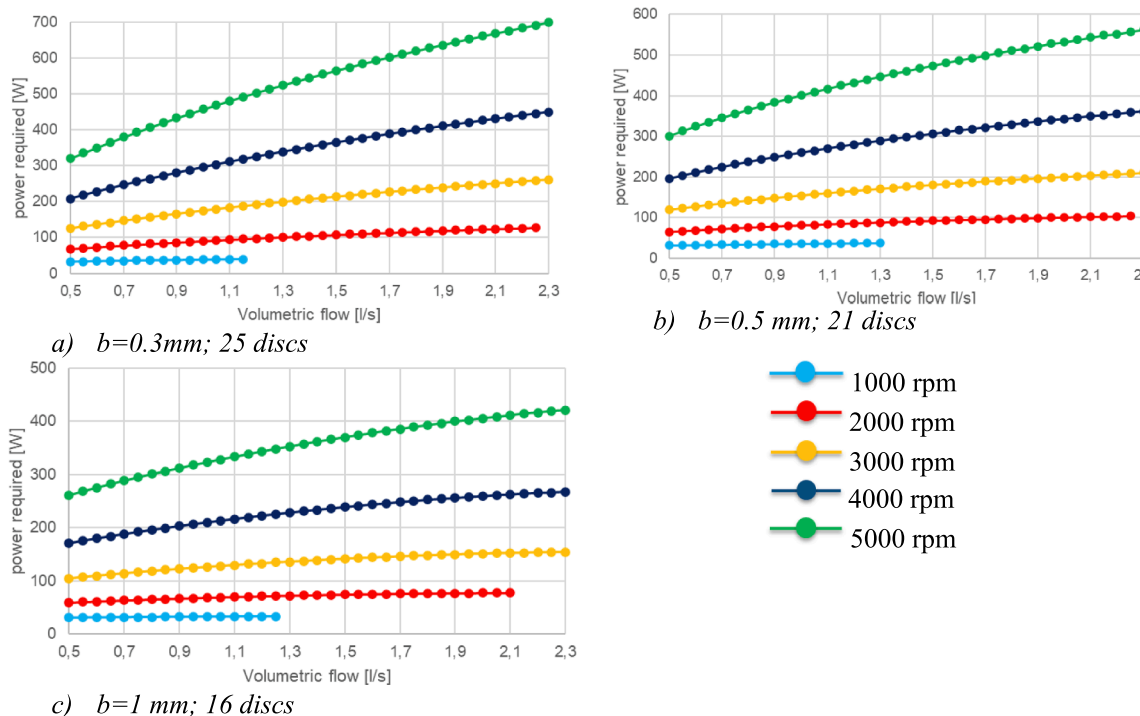 700
600
500
400
300
200
100
0
power required [W]
0,5 0,7 0,9 1,1 1,3 1,5 1,7 1,9 2,1 2,3
Volumetric flow [l/s]
a) b=0.3mm; 25 discs
600
500
400
300
200
100
0
power required [W]
0,5 0,7 0,9 1,1 1,3 1,5 1,7 1,9 2,1
Volumetric flow [l/s]
b) b=0.5 mm; 21 discs
500
400
300
200
100
0
power required [W]
0,5 0,7 0,9 1,1 1,3 1,5 1,7 1,9 2,1 2,3
Volumetric flow [l/s]
c) b=1 mm; 16 discs
1000 rpm
2000 rpm
3000 rpm
4000 rpm
5000 rpm